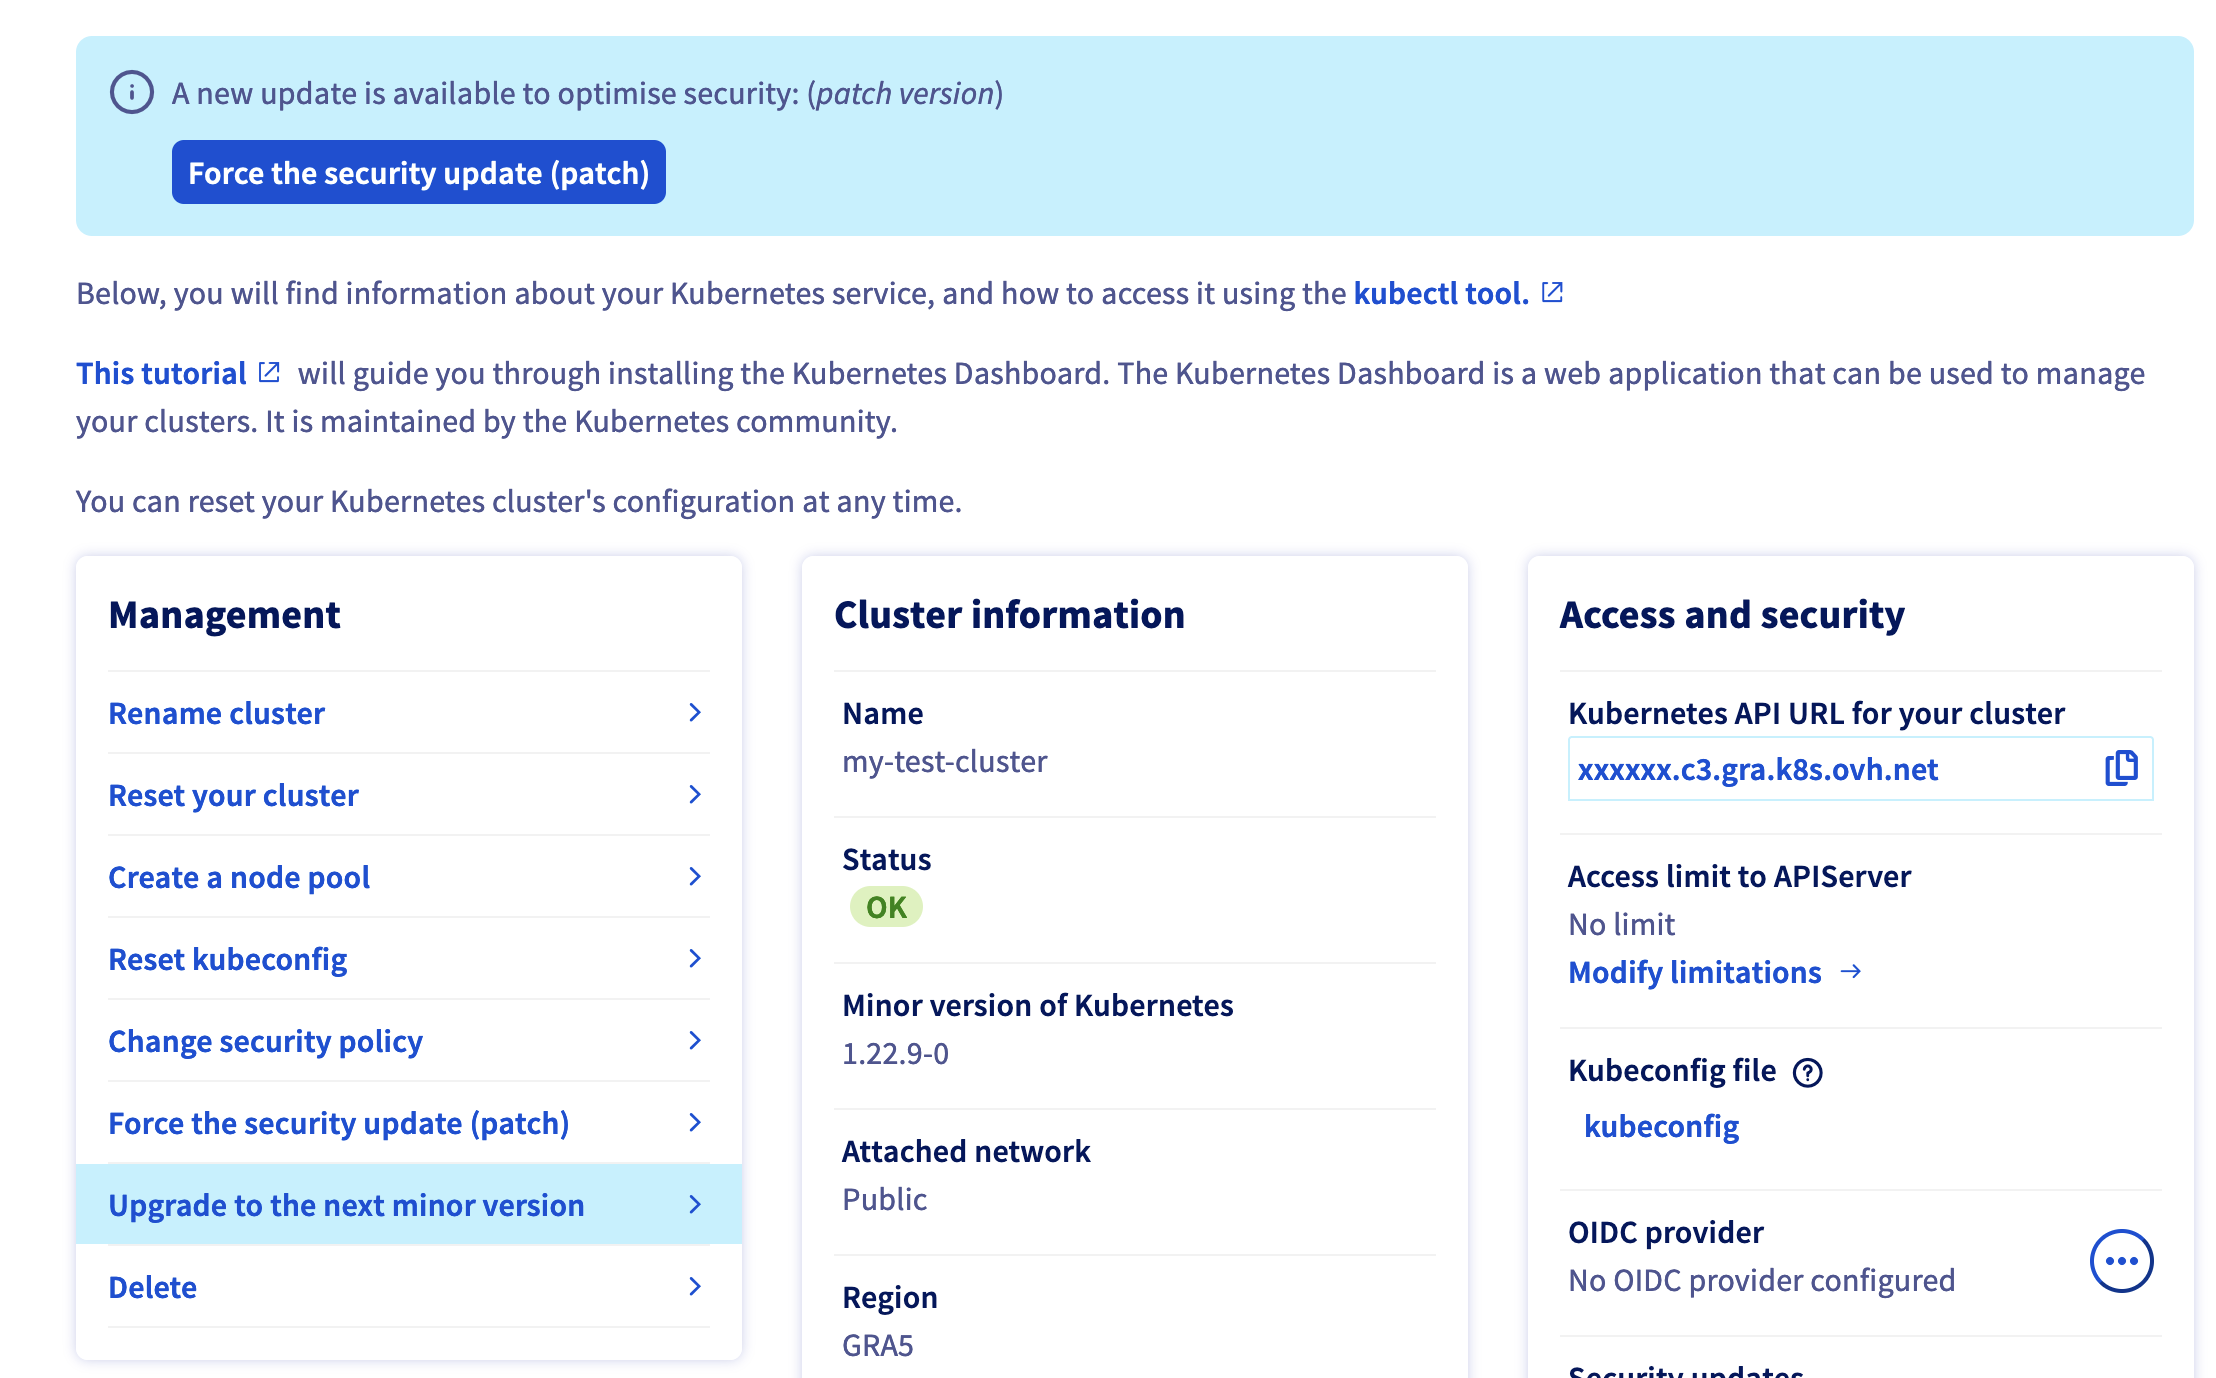 A new update is available to optimise security: (patch version)
Force the security update (patch)
Below, you will find information about your Kubernetes service, and how to access it using the kubectl tool.
This tutorial will guide you through installing the Kubernetes Dashboard. The Kubernetes Dashboard is a web application that can be used to manage
your clusters. It is maintained by the Kubernetes community.
You can reset your Kubernetes cluster's configuration at any time.
Management
Rename cluster
Reset your cluster
Create a node pool
Reset kubeconfig
Change security policy
Force the security update (patch)
Upgrade to the next minor version
Delete
Cluster information
Name
my-test-cluster
Status
OK
Minor version of Kubernetes
1.22.9-0
Attached network
Public
Region
GRA5
Access and security
Kubernetes API URL for your cluster
xxxxxx.c3.gra.k8s.ovh.net
Access limit to APIServer
No limit
Modify limitations
Kubeconfig file
kubeconfig
OIDC provider
No OIDC provider configured
Security updates